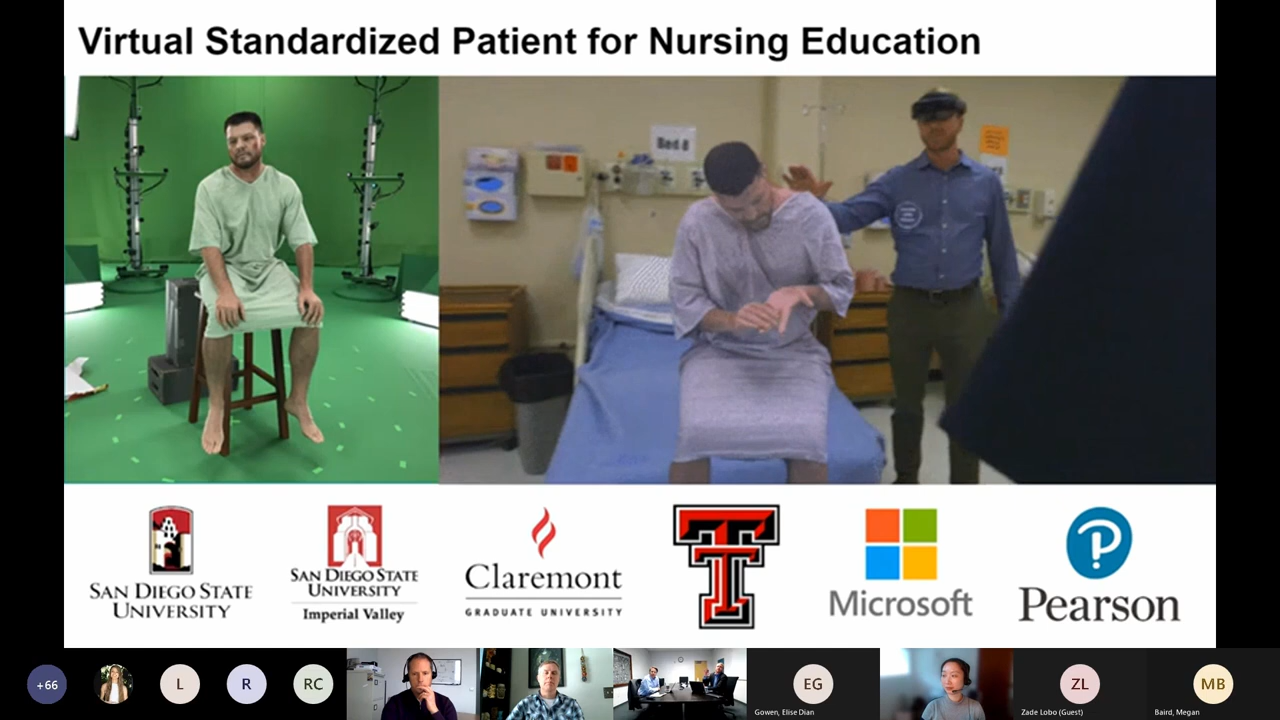 Virtual Standardized Patient for Nursing Education
Bed 8
SAN DIEGO STATE
UNIVERSITY
SAN DIEGO STATE
UNIVERSITY
Imperial Valley
Claremont
GRADUATE UNIVERSITY
Microsoft
Pearson
+66
L
R
RC
EG
Gowen, Elise Dian
ZL
Zade Lobo (Guest)
MB
Baird, Megan